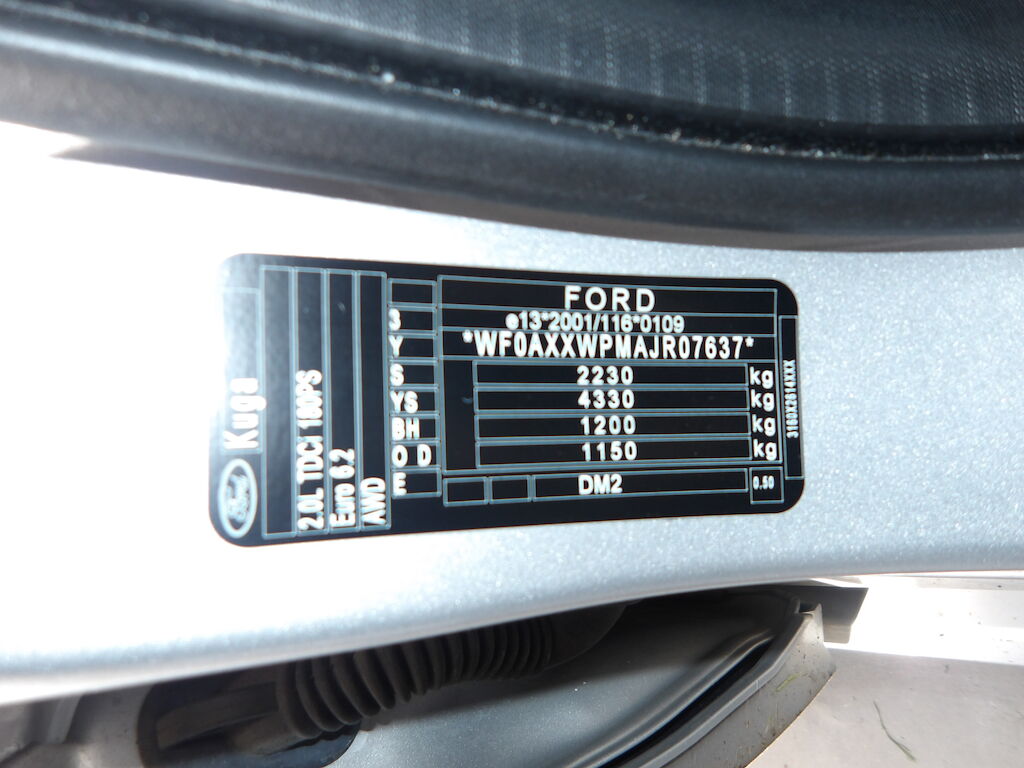 FORD
3 e13*2001/116*0109
Y *WF0AXXWPMAJR07637*
S 2230 kg
YS 4330 kg
BH 1200 kg
O D 1150 kg
E DM2 0.50
Ford
Kuga
2.0L TDCi 180PS
Euro 6.2
AWD